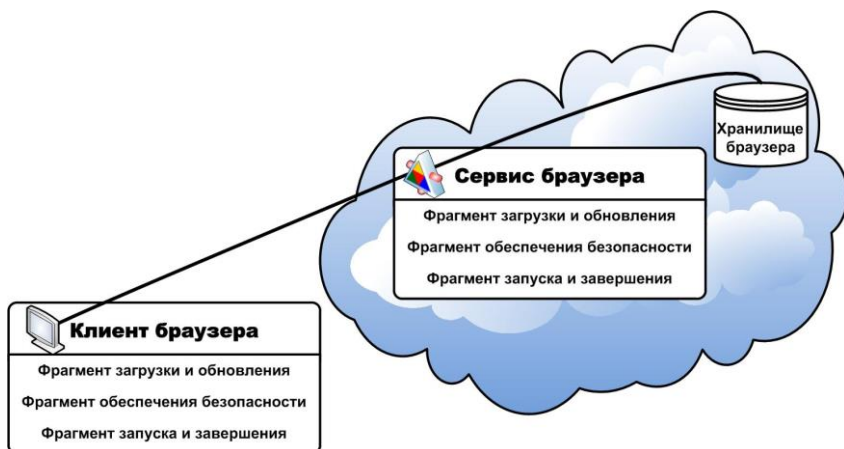 Хранилище
браузера
Сервис браузера
Фрагмент загрузки и обновления
Фрагмент обеспечения безопасности
Фрагмент запуска и завершения
Клиент браузера
Фрагмент загрузки и обновления
Фрагмент обеспечения безопасности
Фрагмент запуска и завершения